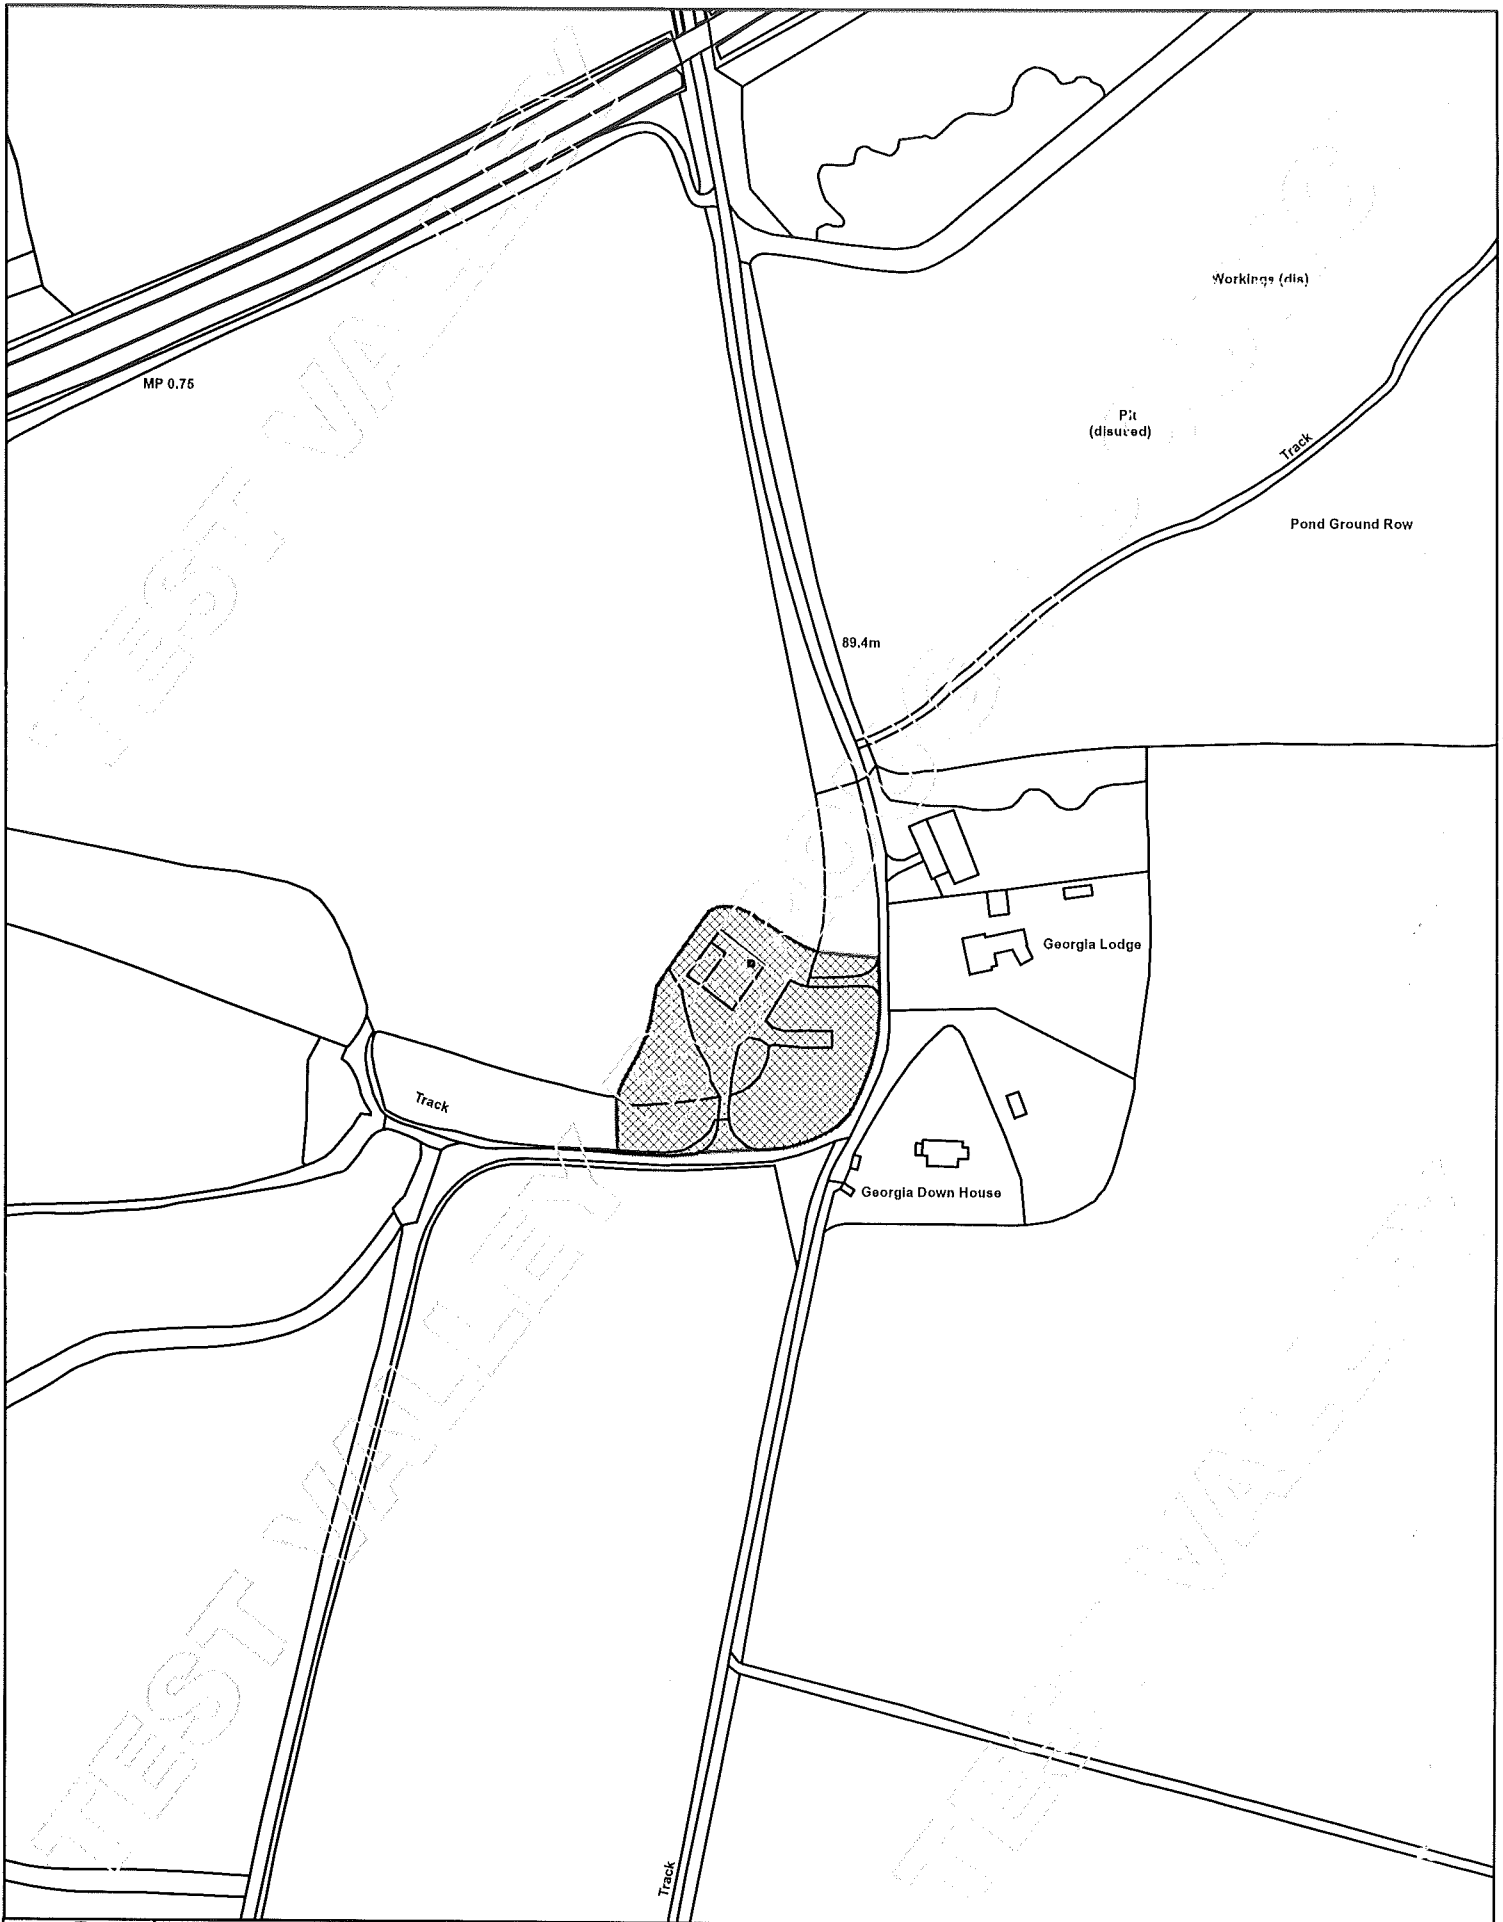 TEST VALLEY
Workings (dis)
MP 0.75
Pit
(disused)
Track
Pond Ground Row
89.4m
Georgia Lodge
Track
Georgia Down House
TEST VALLEY
Track